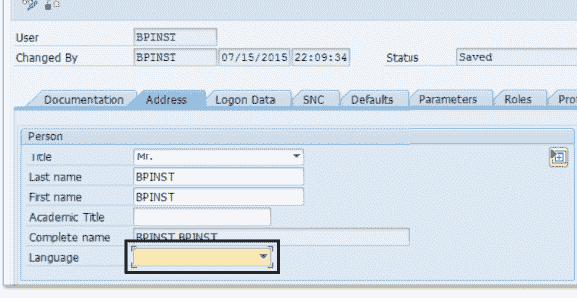 User BPINST
Changed By BPINST 07/15/2015 22:09:34 Status Saved
Documentation Address Logon Data SNC Defaults Parameters Roles
Person
Title Mr.
Last name BPINST
First name BPINST
Academic Title
Complete name BPINST BPINST
Language